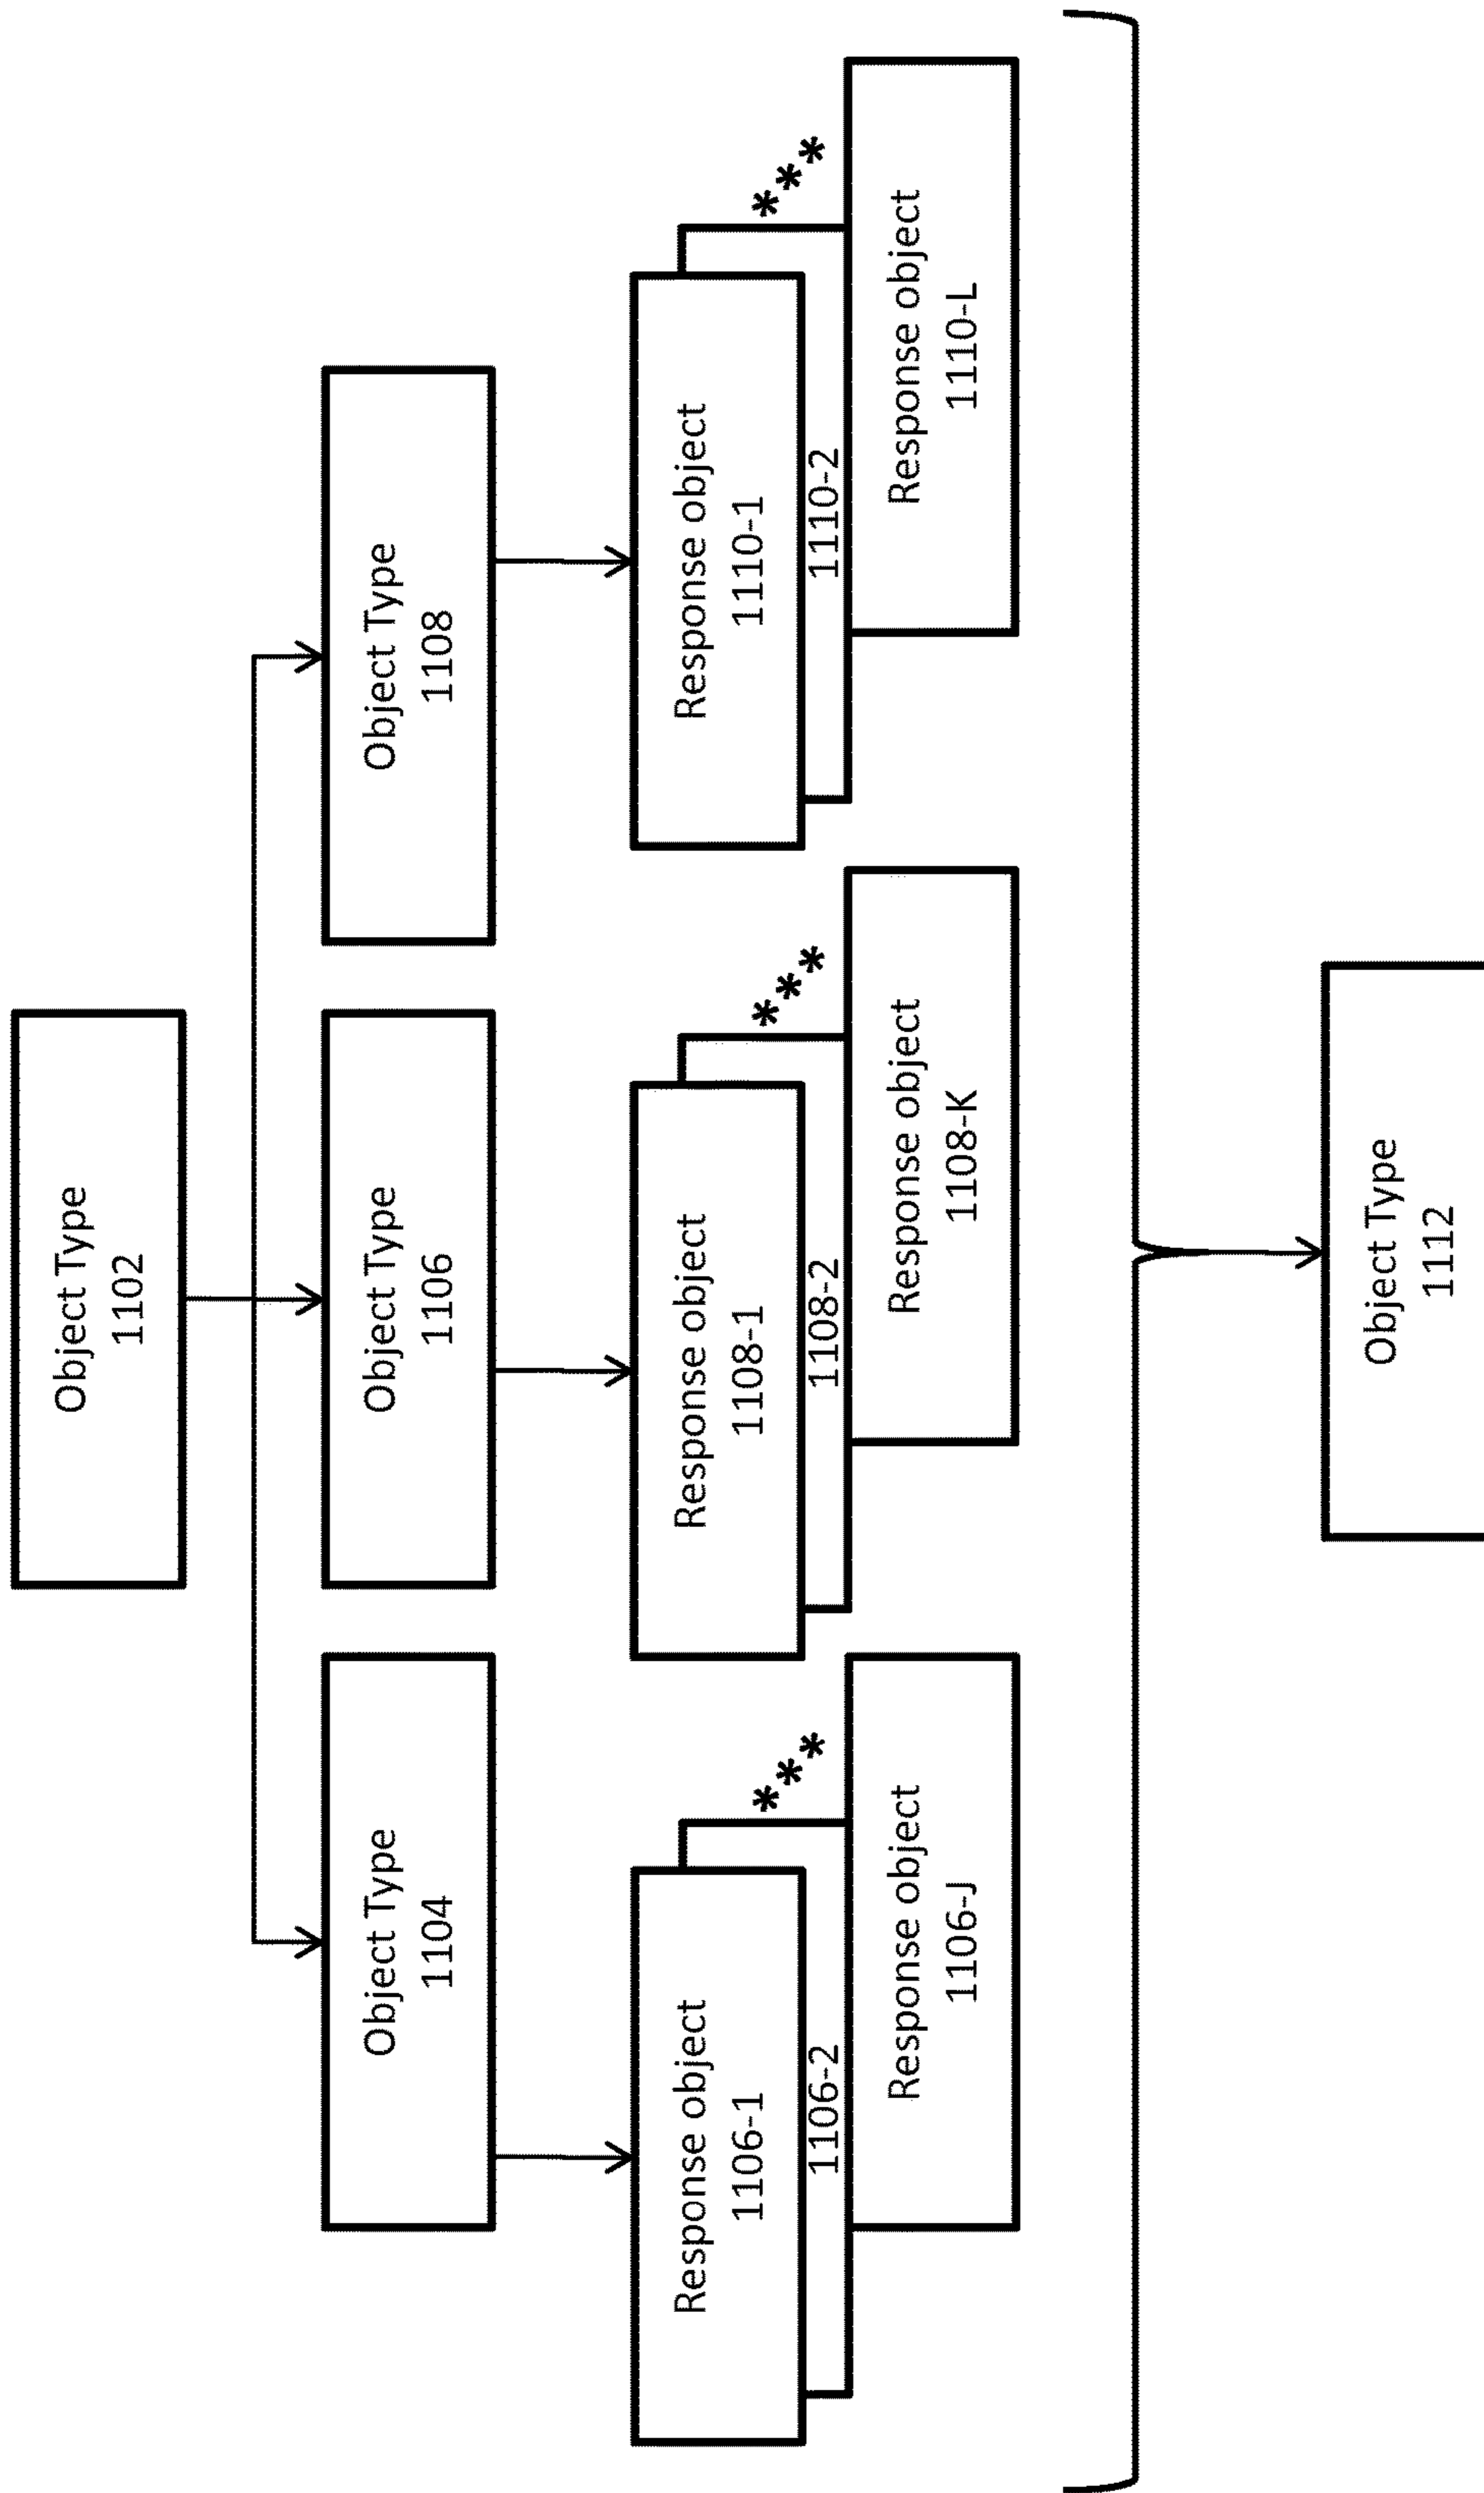 Object Type
1102
Object Type
1104
Object Type
1106
Object Type
1108
Response object
1106-1
1106-2
***
Response object
1106-J
Response object
1108-1
1108-2
***
Response object
1108-K
Response object
1110-1
1110-2
***
Response object
1110-L
Object Type
1112